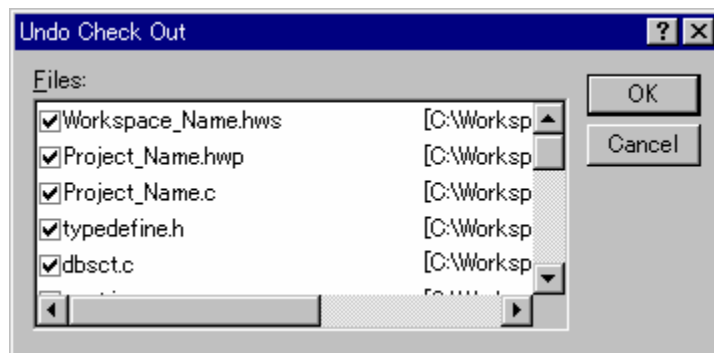 Undo Check Out
Files:
Workspace_Name.hws [C:\Worksp
Project_Name.hwp [C:\Worksp
Project_Name.c [C:\Worksp
typedefine.h [C:\Worksp
dbsct.c [C:\Worksp
OK
Cancel